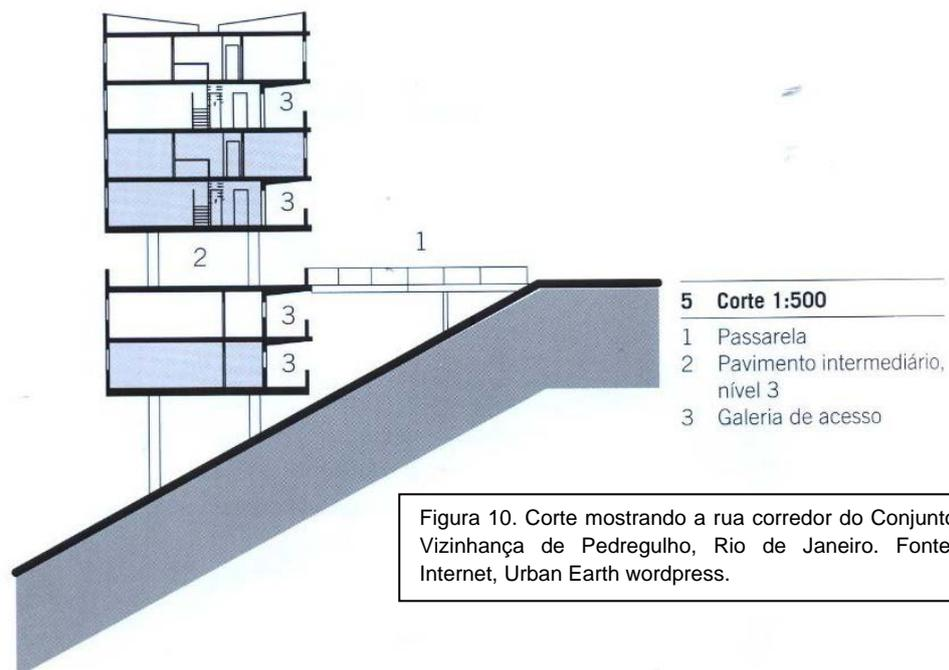 3
3
2
1
3
3
5 Corte 1:500
1 Passarela
2 Pavimento intermediário,
nível 3
3 Galeria de acesso
Figura 10. Corte mostrando a rua corredor do Conjunto
Vizinhança de Pedregulho, Rio de Janeiro. Fonte
Internet, Urban Earth wordpress.